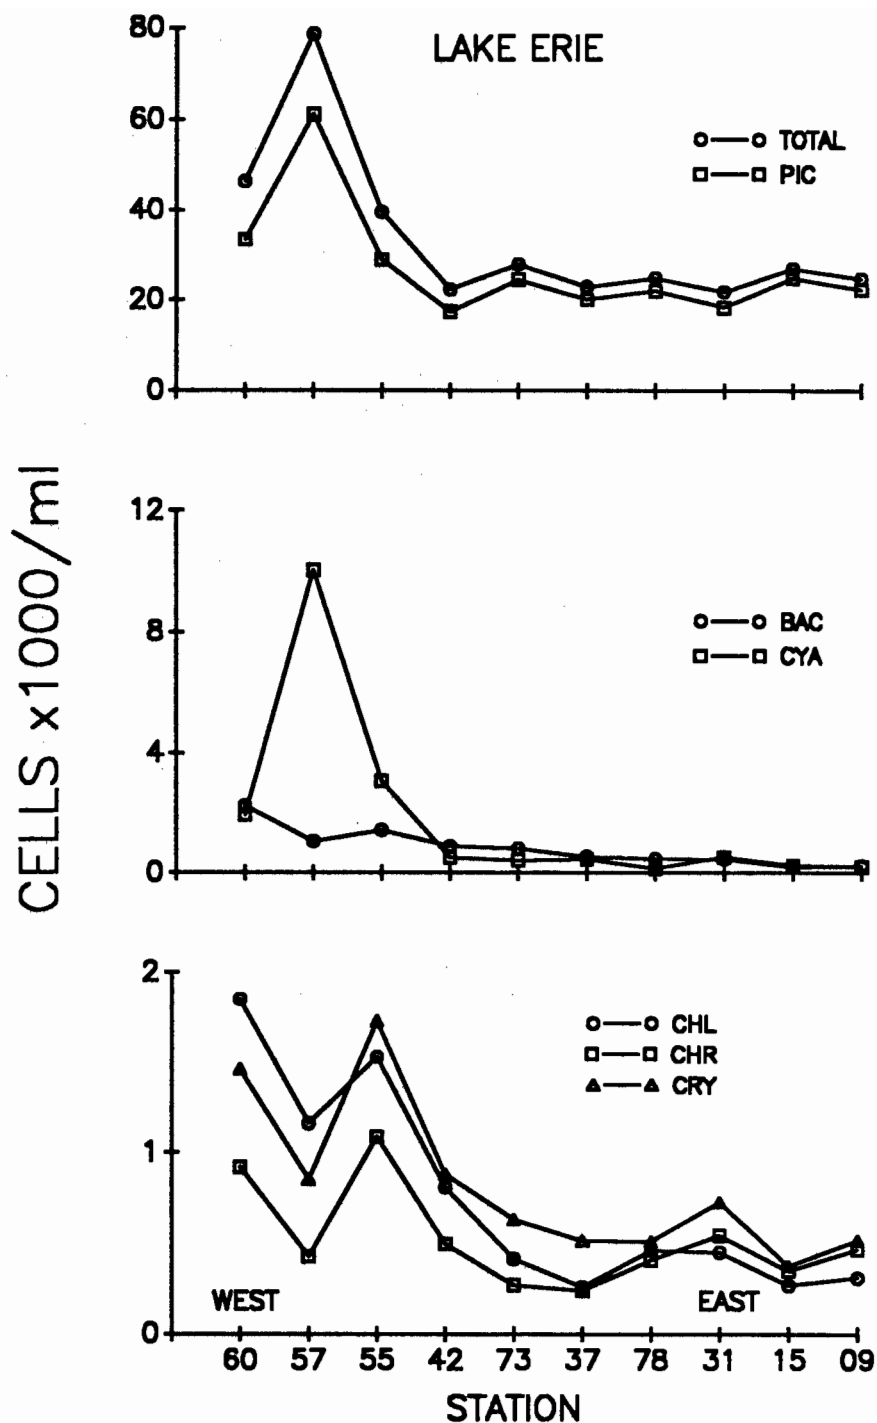 LAKE ERIE
80
60
40
20
0
TOTAL
PIC
CELLS x1000/ml
12
8
4
0
BAC
CYA
2
1
0
CHL
CHR
CRY
WEST
EAST
60 57 55 42 73 37 78 31 15 09
STATION